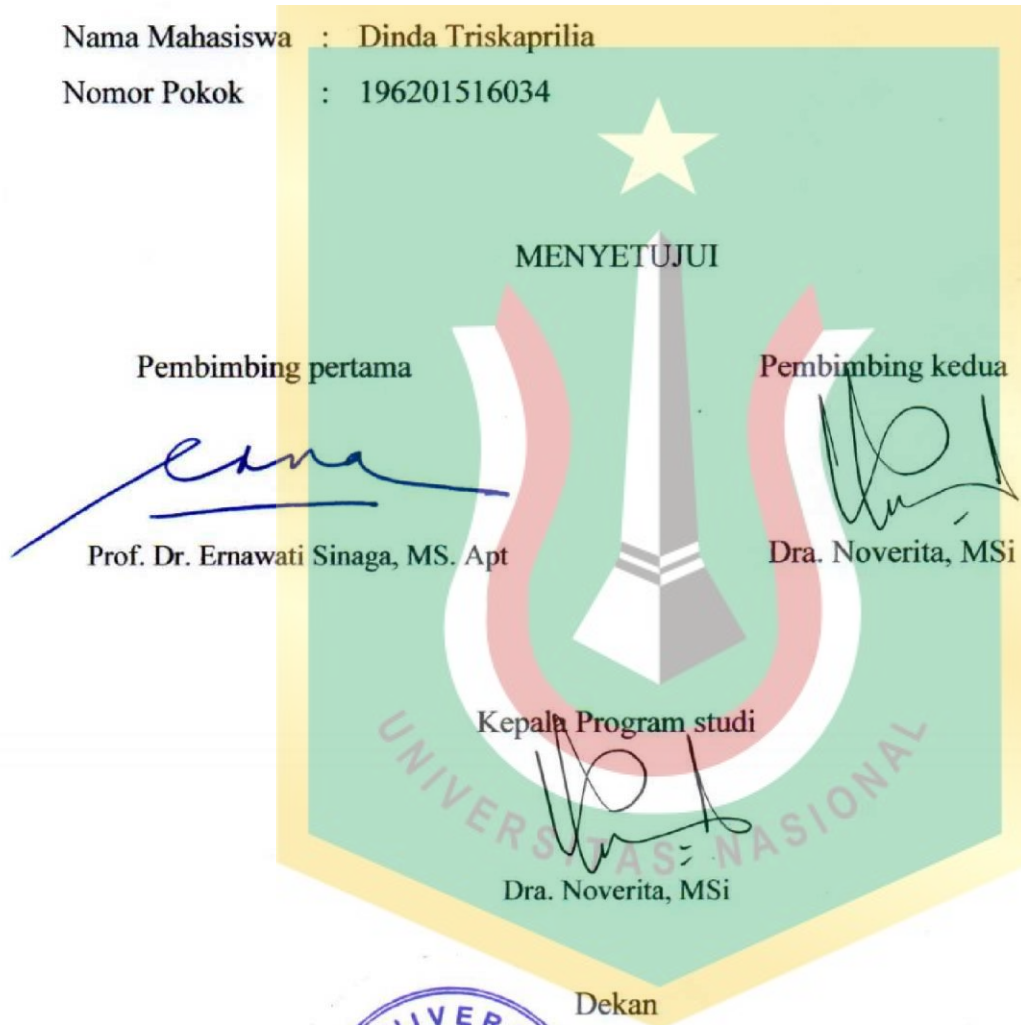 Nama Mahasiswa : Dinda Triskaprilia
Nomor Pokok : 196201516034
MENYETUJUI
Pembimbing pertama Pembimbing kedua
Prof. Dr. Ernawati Sinaga, MS. Apt Dra. Noverita, MSi
Kepala Program studi
UNIVERSITAS NASIONAL
Dra. Noverita, MSi
Dekan